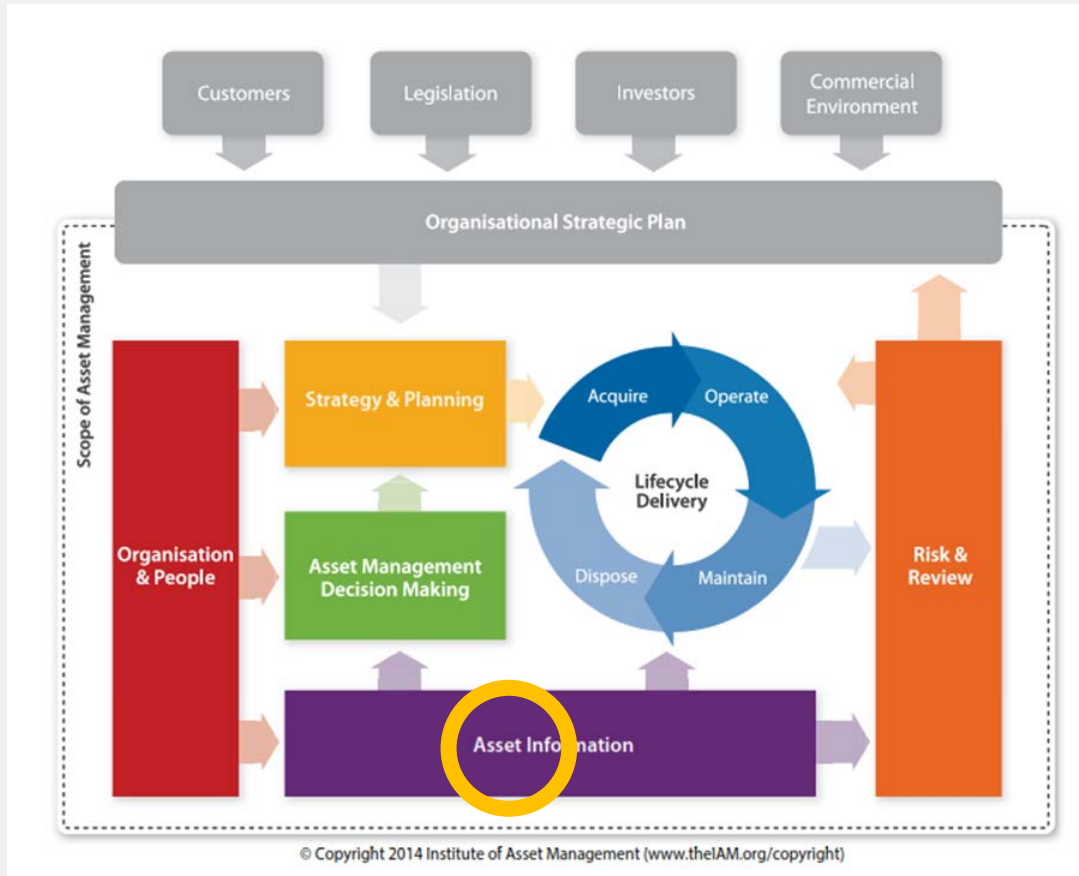 Customers
Legislation
Investors
Commercial
Environment
Organisational Strategic Plan
Scope of Asset Management
Organisation
& People
Strategy & Planning
Asset Management
Decision Making
Acquire
Operate
Lifecycle
Delivery
Dispose
Maintain
Risk &
Review
Asset Information
© Copyright 2014 Institute of Asset Management (www.theIAM.org/copyright)